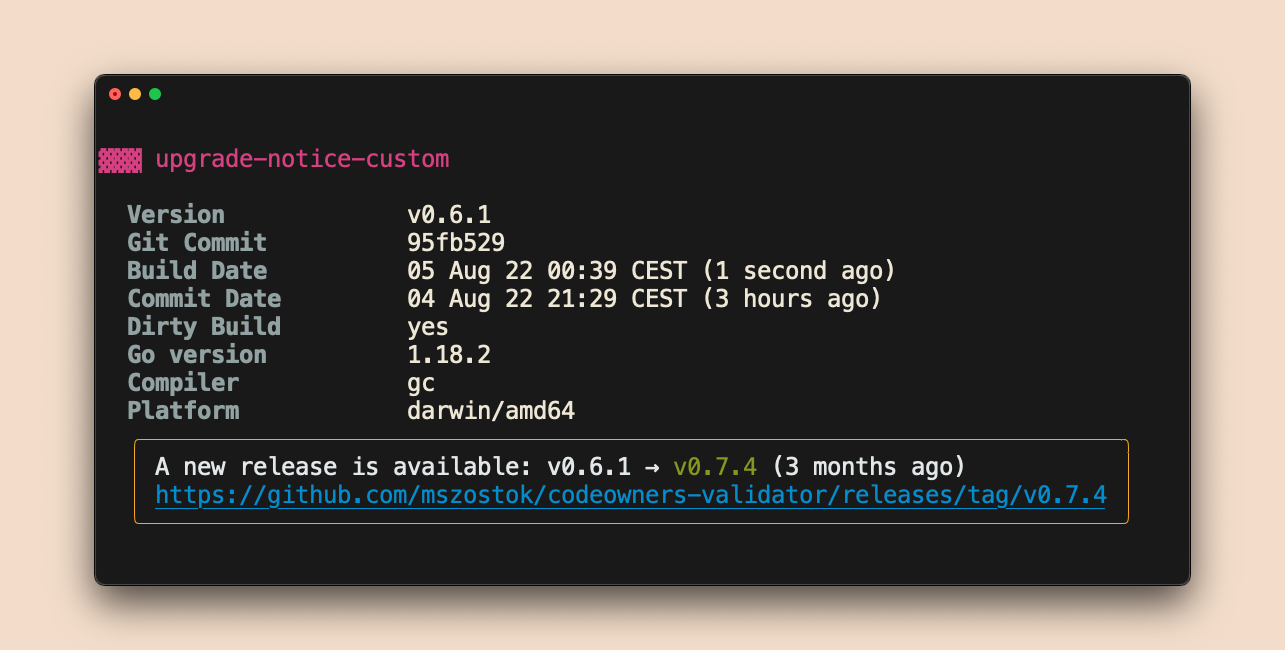 upgrade-notice-custom
Version v0.6.1
Git Commit 95fb529
Build Date 05 Aug 22 00:39 CEST (1 second ago)
Commit Date 04 Aug 22 21:29 CEST (3 hours ago)
Dirty Build yes
Go version 1.18.2
Compiler gc
Platform darwin/amd64
A new release is available: v0.6.1 → v0.7.4 (3 months ago)
https://github.com/mszostok/codeowners-validator/releases/tag/v0.7.4